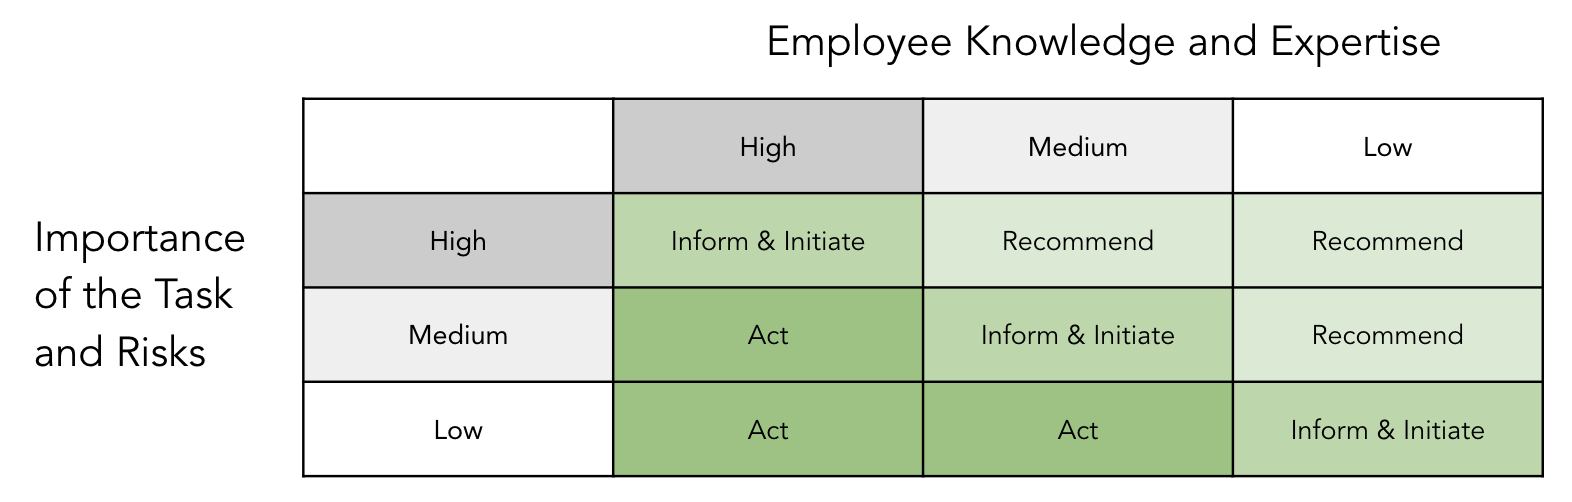 Employee Knowledge and Expertise
High Medium Low
Importance
of the Task
and Risks
High Inform & Initiate Recommend Recommend
Medium Act Inform & Initiate Recommend
Low Act Act Inform & Initiate